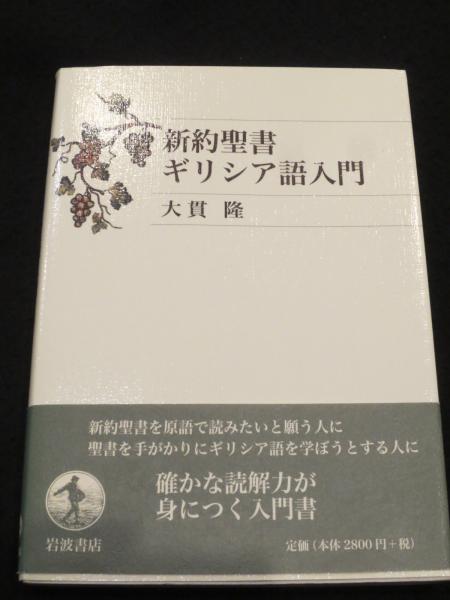 新約聖書
ギリシア語入門
大貫 隆
新約聖書を原語で読みたいと願う人に
聖書を手がかりにギリシア語を学ぼうとする人に
確かな読解力が
身につく入門書
岩波書店
定価(本体2800円+税)